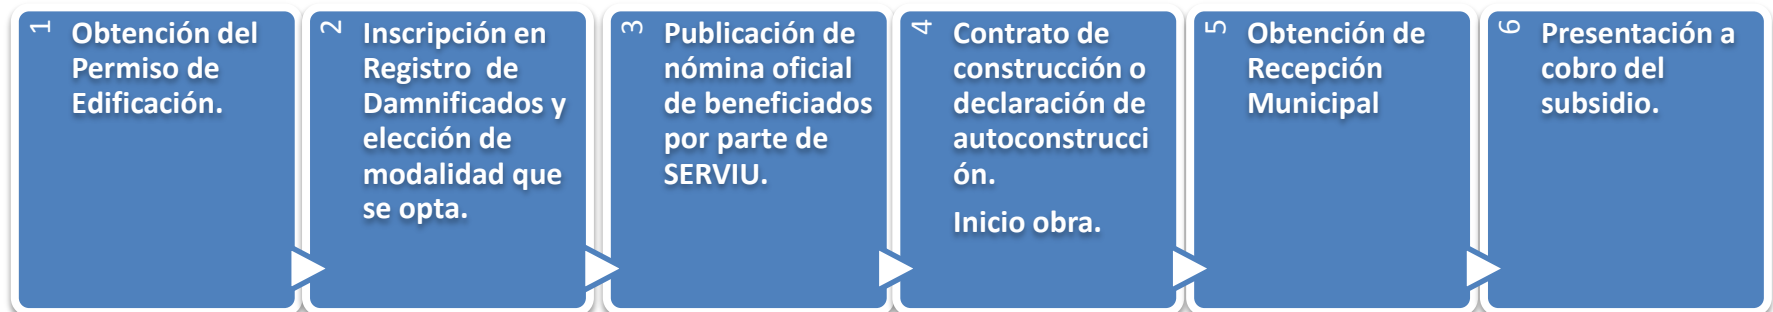 1
Obtención del
Permiso de
Edificación.
2
Inscripción en
Registro de
Damnificados y
elección de
modalidad que
se opta.
3
Publicación de
nómina oficial
de beneficiados
por parte de
SERVIU.
4
Contrato de
construcción o
declaración de
autoconstrucci
ón.
Inicio obra.
5
Obtención de
Recepción
Municipal
6
Presentación a
cobro del
subsidio.